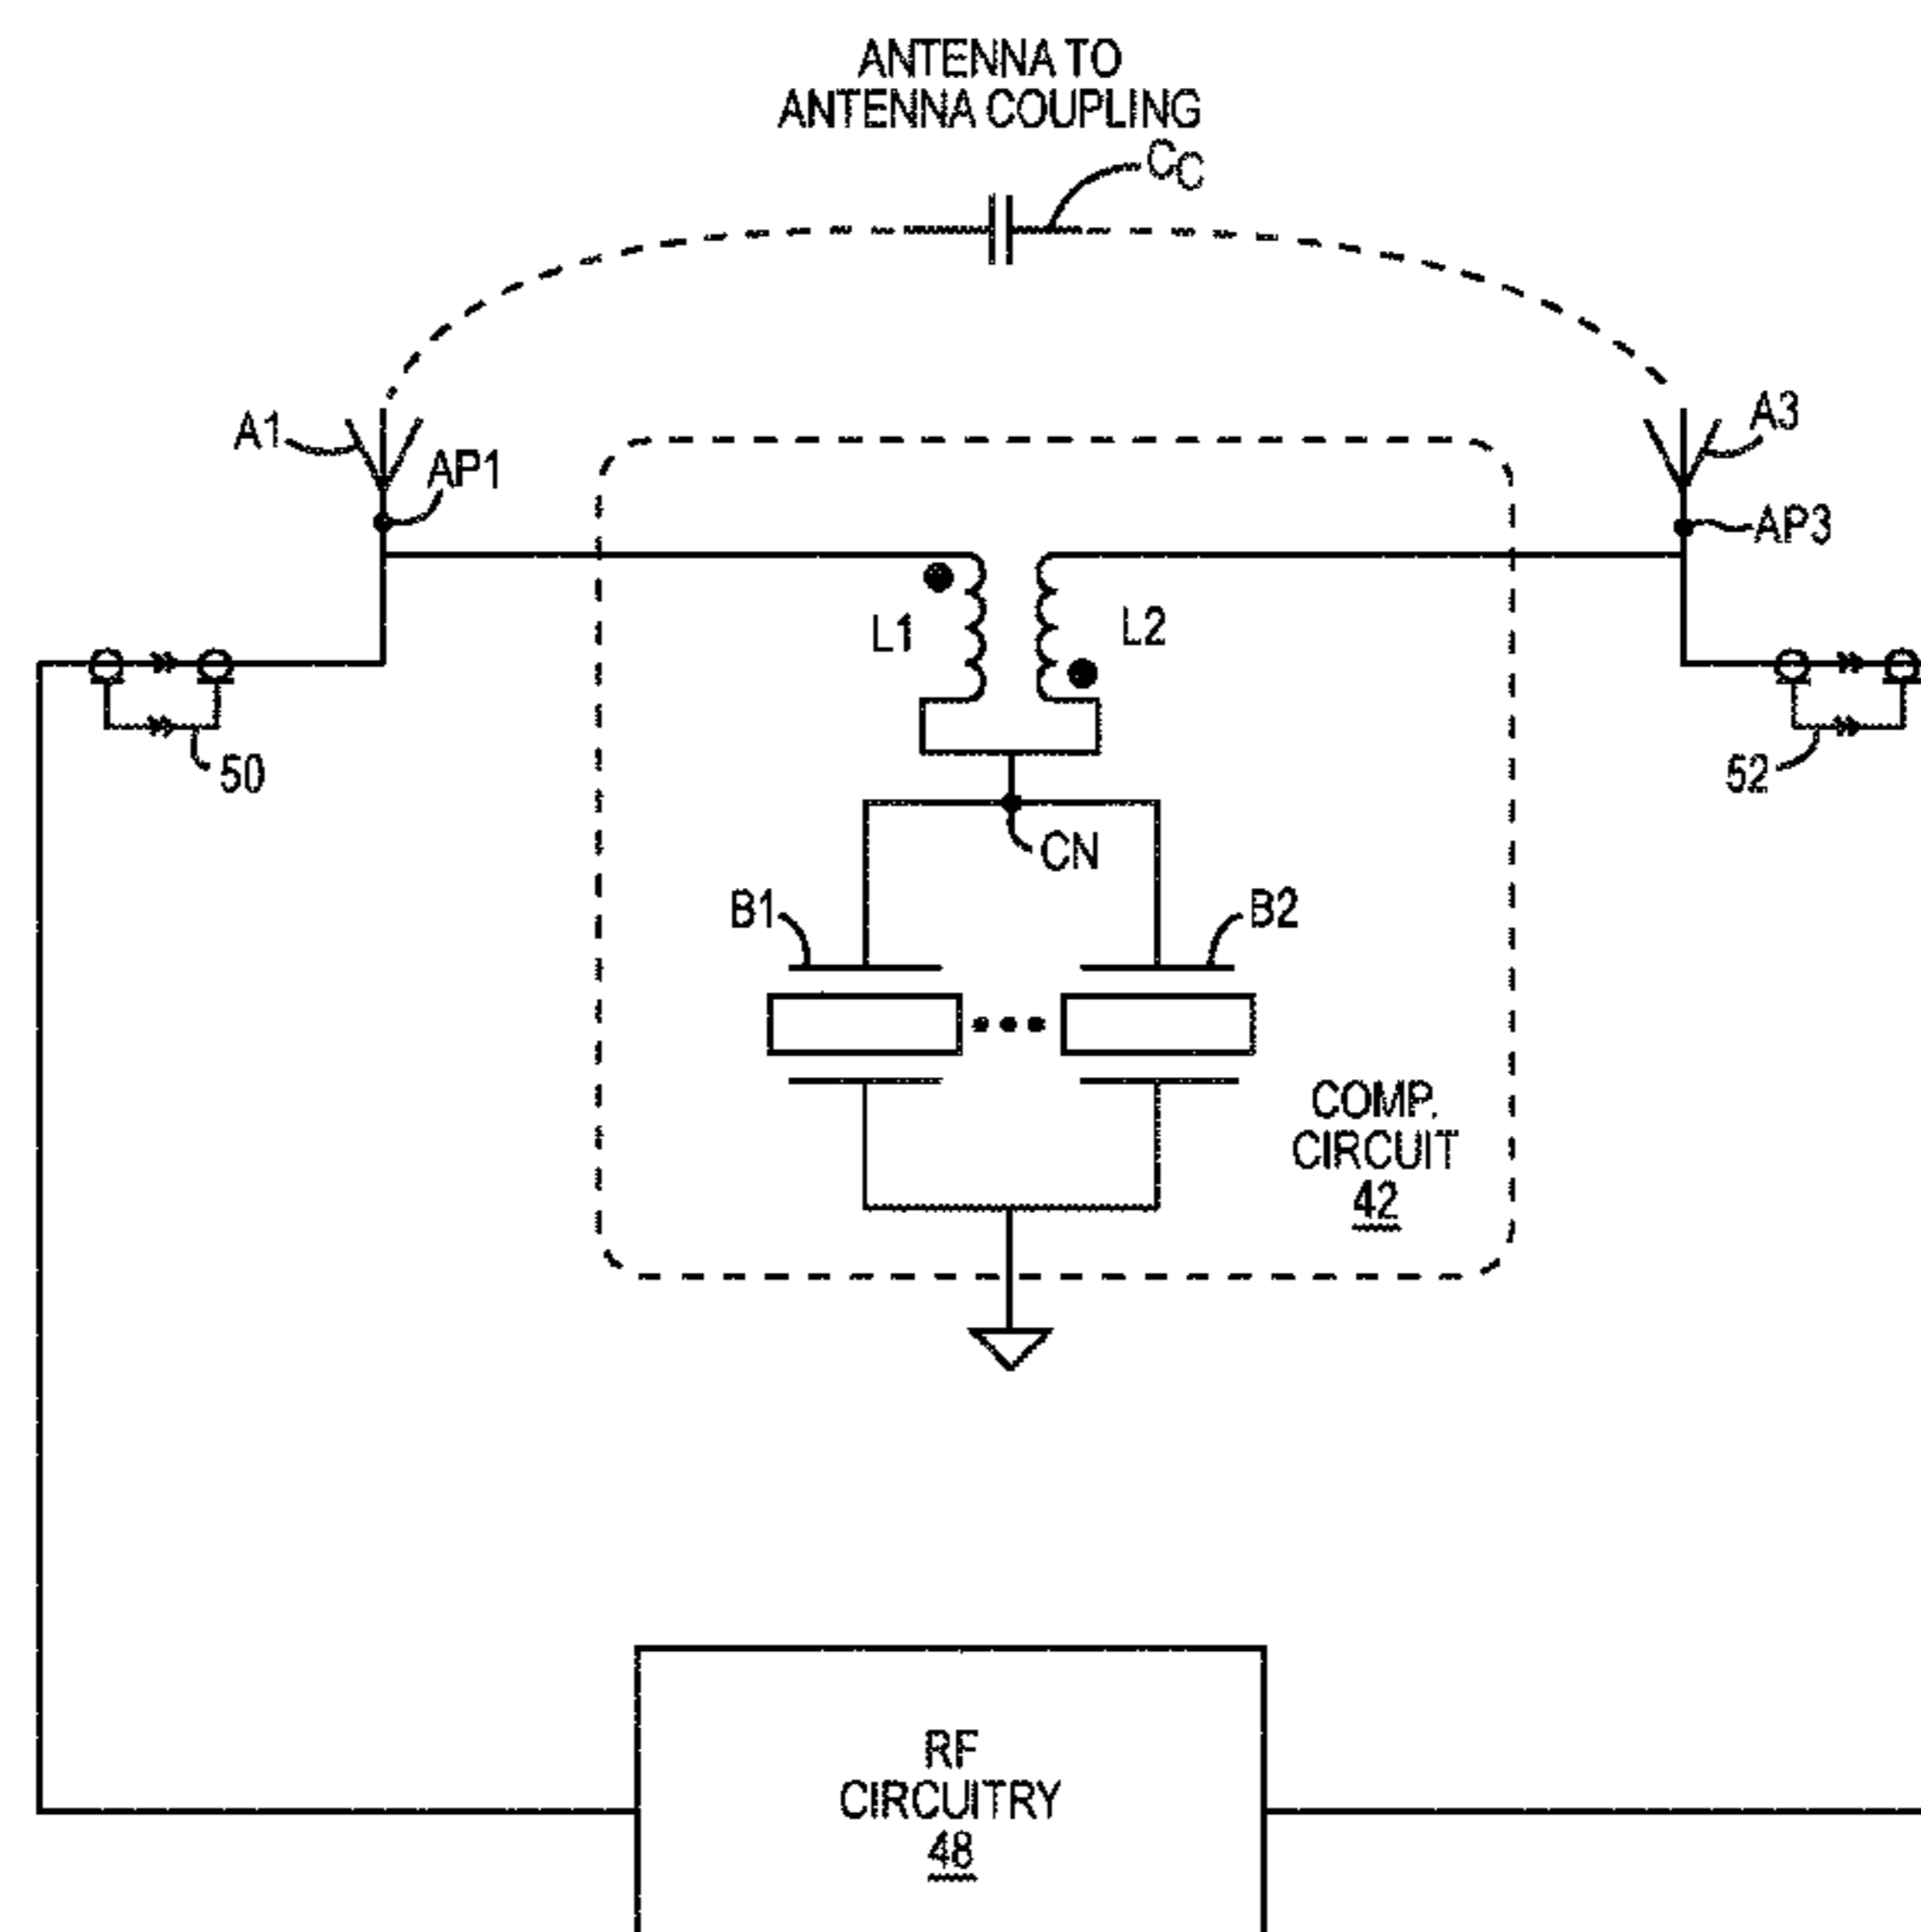 ANTENNA TO
ANTENNA COUPLING
CC
A1
AP1
A3
AP3
L1
L2
50
52
CN
B1
B2
COMP.
CIRCUIT
42
RF
CIRCUITRY
48